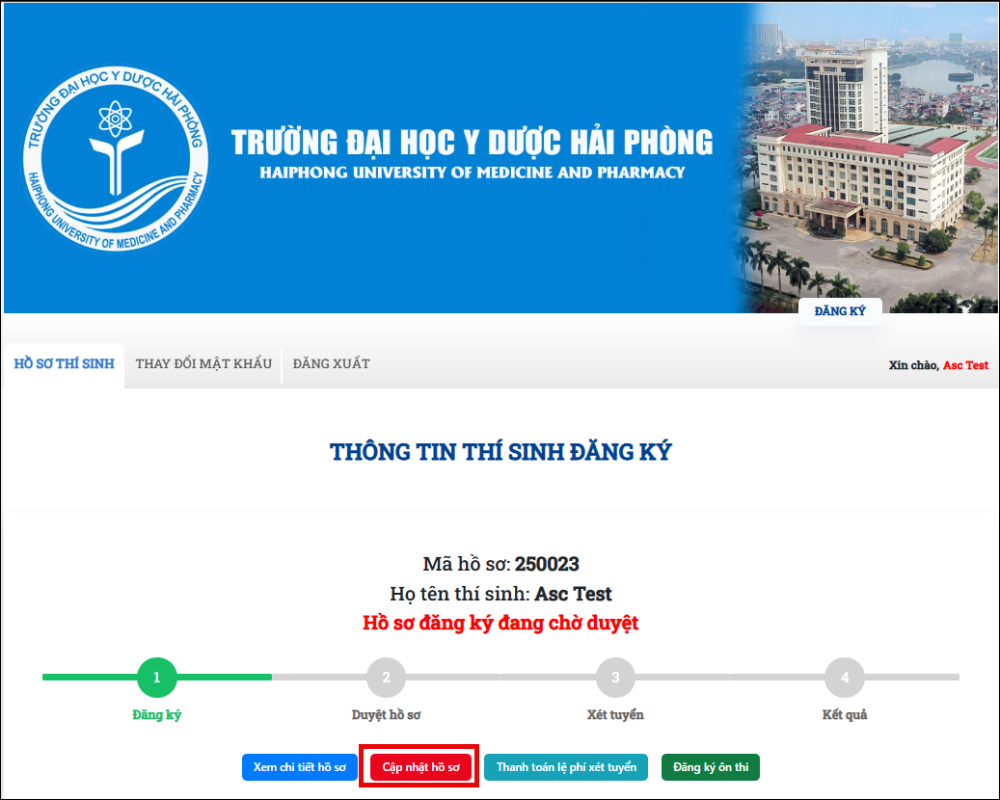 TRƯỜNG ĐẠI HỌC Y DƯỢC HẢI PHÒNG
HAIPHONG UNIVERSITY OF MEDICINE AND PHARMACY
TRƯỜNG ĐẠI HỌC Y DƯỢC HẢI PHÒNG
HAIPHONG UNIVERSITY OF MEDICINE AND PHARMACY
ĐĂNG KÝ
HỒ SƠ THÍ SINH THAY ĐỔI MẬT KHẨU ĐĂNG XUẤT Xin chào, Asc Test
THÔNG TIN THÍ SINH ĐĂNG KÝ
Mã hồ sơ: 250023
Họ tên thí sinh: Asc Test
Hồ sơ đăng ký đang chờ duyệt
1 2 3 4
Đăng ký Duyệt hồ sơ Xét tuyển Kết quả
Xem chi tiết hồ sơ Cập nhật hồ sơ Thanh toán lệ phí xét tuyển Đăng ký ôn thi